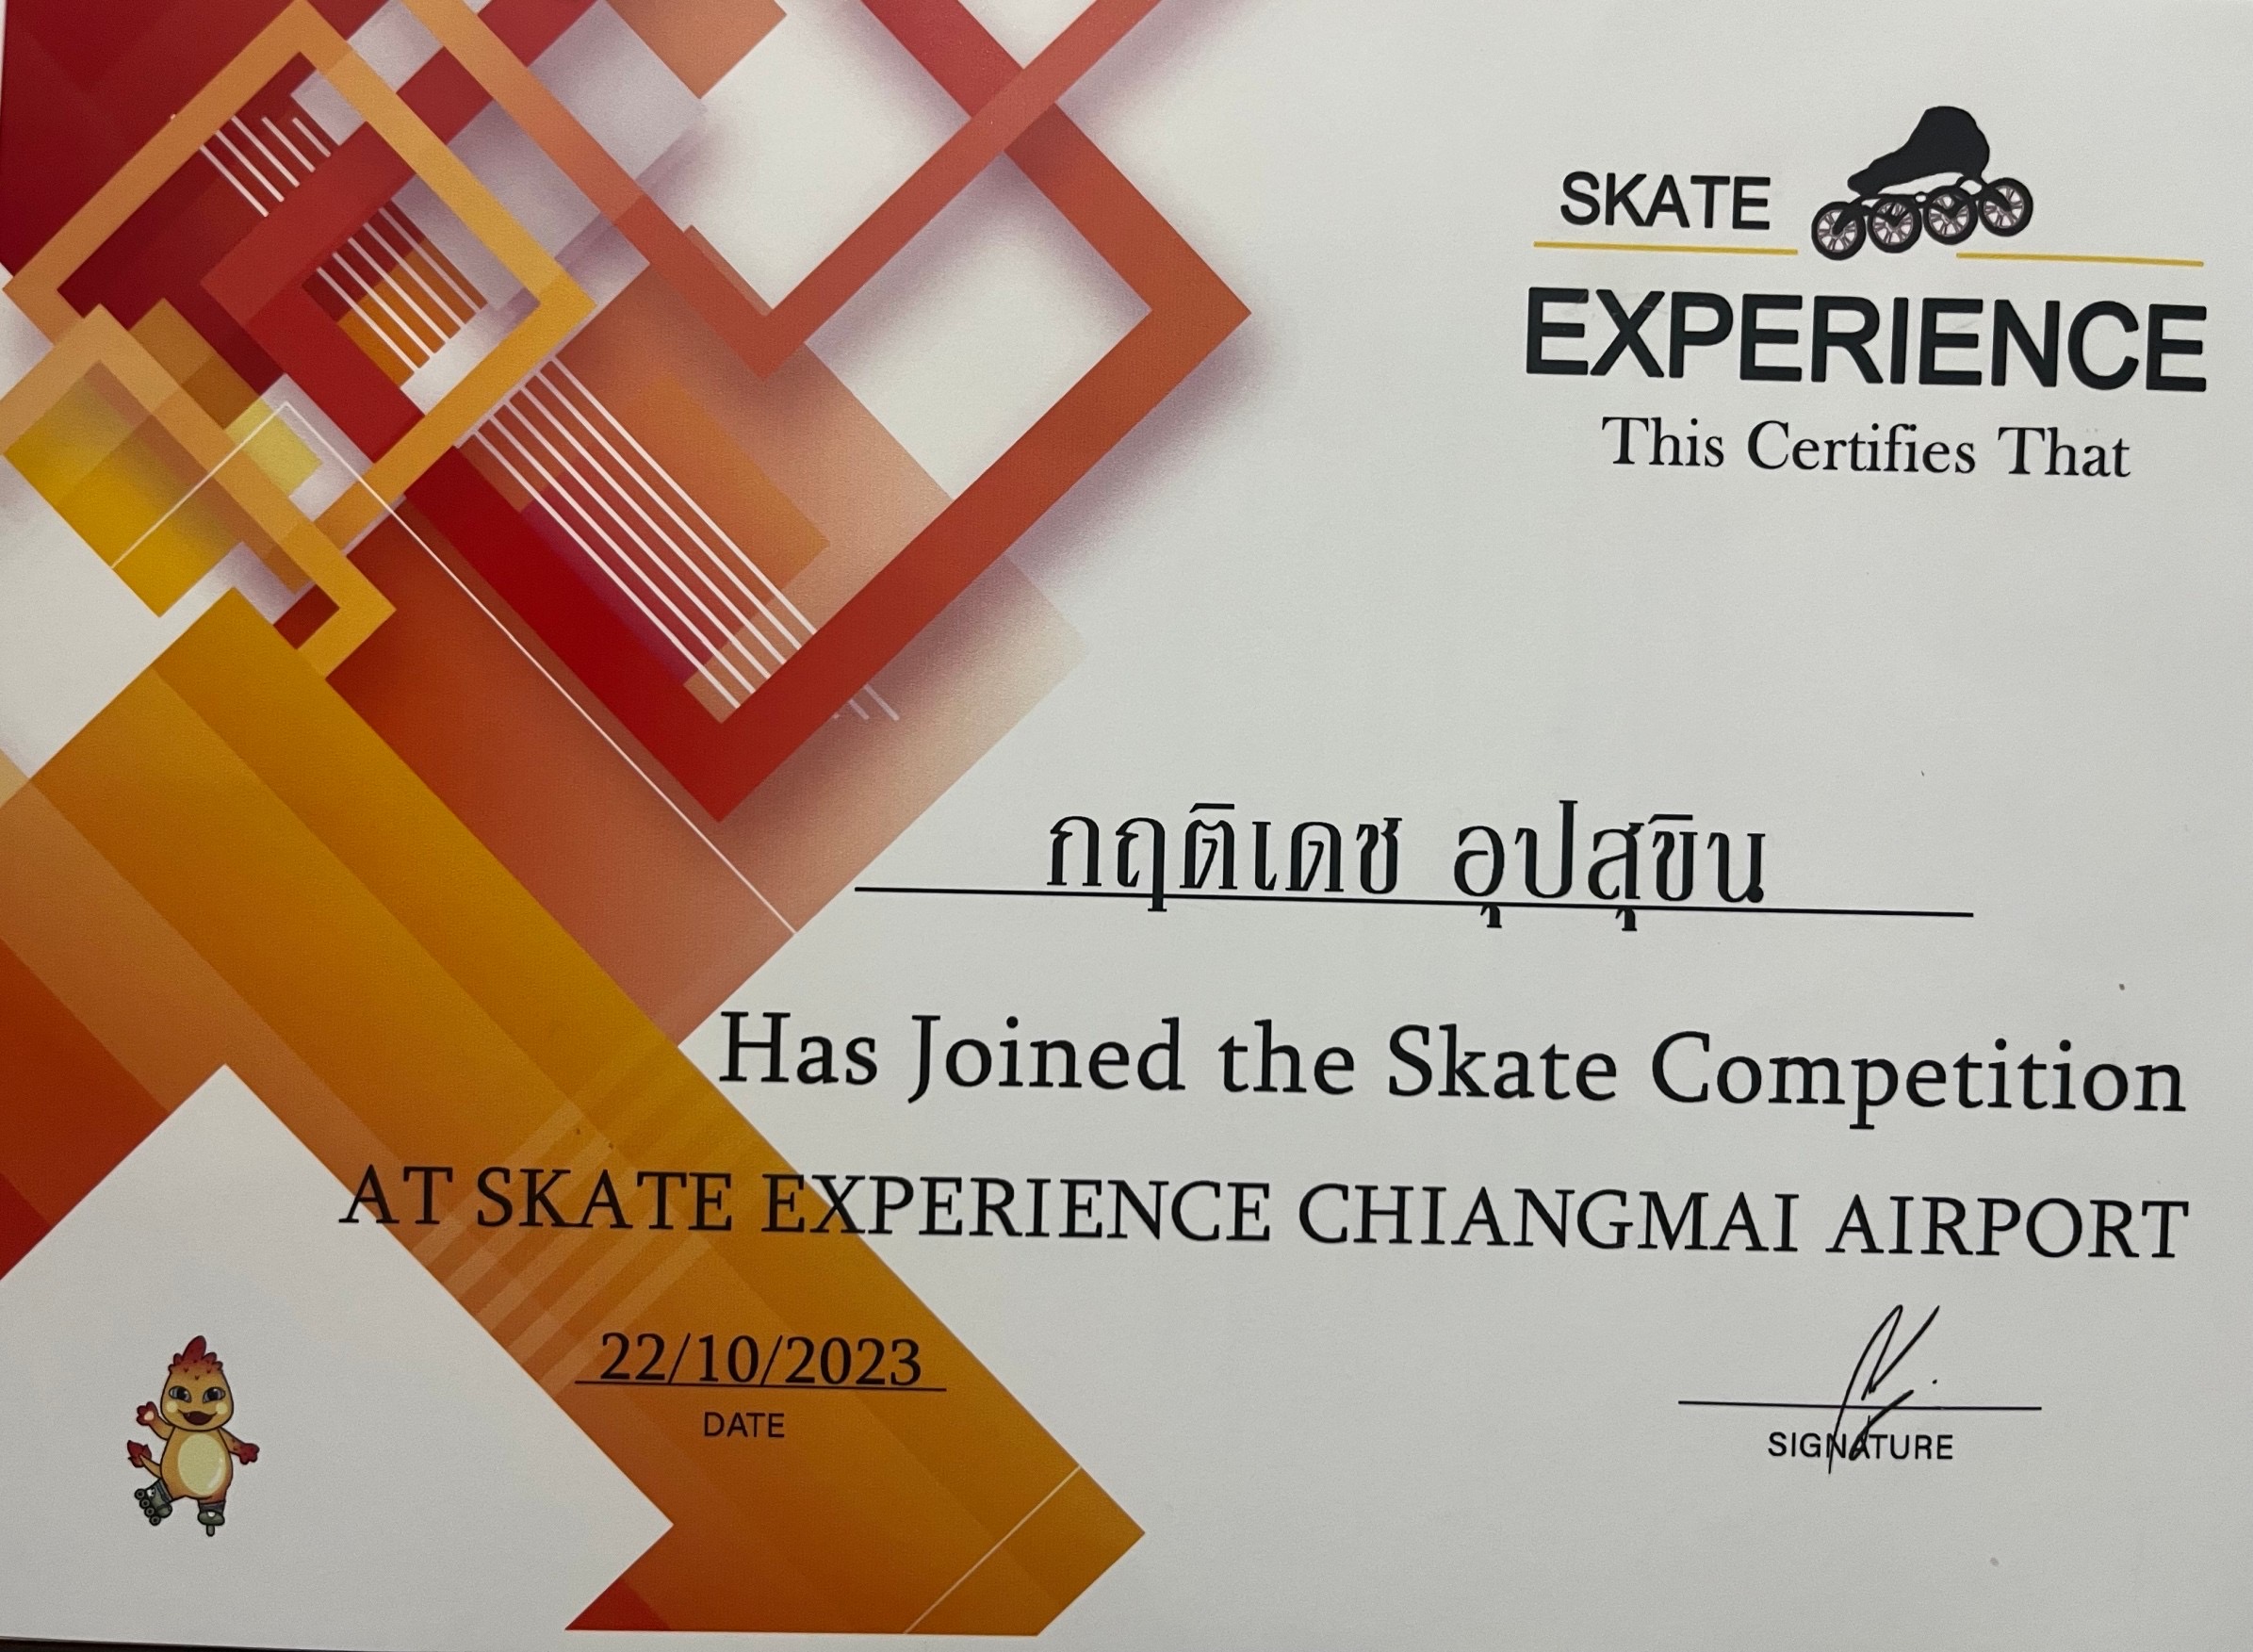 SKATE
EXPERIENCE
This Certifies That
กฤติเดช อุปสุขิน
Has Joined the Skate Competition
AT SKATE EXPERIENCE CHIANGMAI AIRPORT
22/10/2023
DATE
SIGNATURE